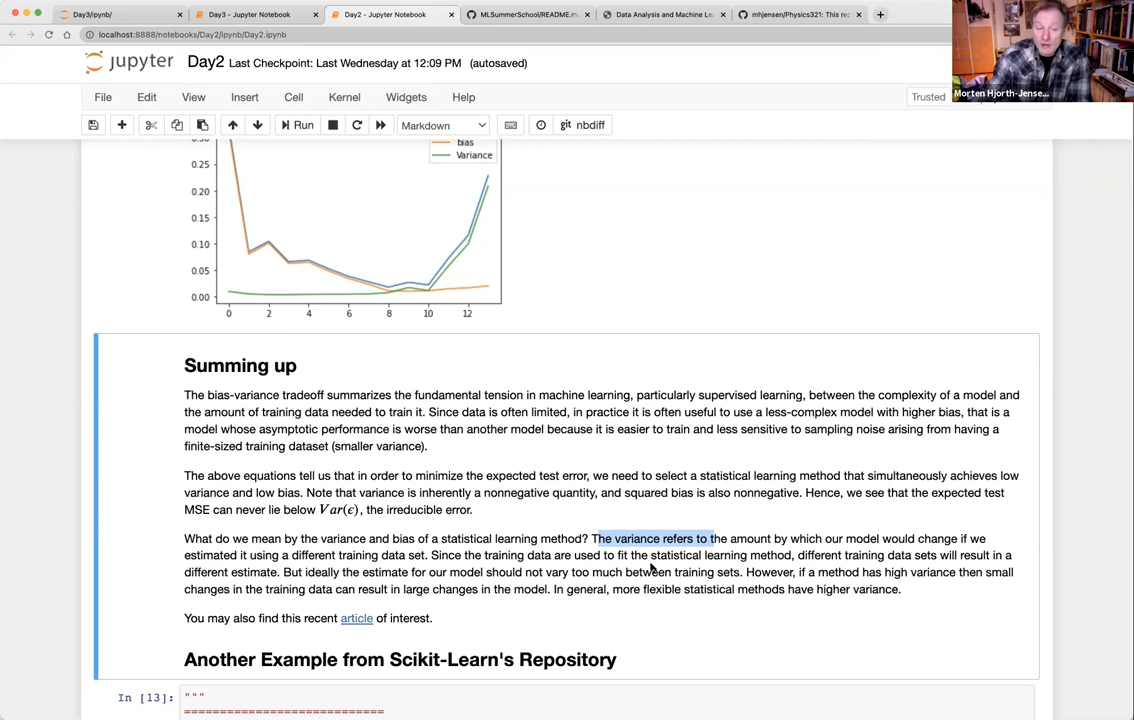 Day3/ipynb/
Day3 - Jupyter Notebook
Day2 - Jupyter Notebook
MLSummerSchool/README.m
Data Analysis and Machine Le
mhjensen/Physics321: This re
localhost:8888/notebooks/Day2/ipynb/Day2.ipynb
Morten Hjorth-Jense...
jupyter Day2 Last Checkpoint: Last Wednesday at 12:09 PM (autosaved)
File Edit View Insert Cell Kernel Widgets Help
Trusted
Run
Markdown
git nbdiff
bias
Variance
0.30
0.25
0.20
0.15
0.10
0.05
0.00
0 2 4 6 8 10 12
Summing up
The bias-variance tradeoff summarizes the fundamental tension in machine learning, particularly supervised learning, between the complexity of a model and
the amount of training data needed to train it. Since data is often limited, in practice it is often useful to use a less-complex model with higher bias, that is a
model whose asymptotic performance is worse than another model because it is easier to train and less sensitive to sampling noise arising from having a
finite-sized training dataset (smaller variance).
The above equations tell us that in order to minimize the expected test error, we need to select a statistical learning method that simultaneously achieves low
variance and low bias. Note that variance is inherently a nonnegative quantity, and squared bias is also nonnegative. Hence, we see that the expected test
MSE can never lie below Var(ϵ), the irreducible error.
What do we mean by the variance and bias of a statistical learning method? The variance refers to the amount by which our model would change if we
estimated it using a different training data set. Since the training data are used to fit the statistical learning method, different training data sets will result in a
different estimate. But ideally the estimate for our model should not vary too much between training sets. However, if a method has high variance then small
changes in the training data can result in large changes in the model. In general, more flexible statistical methods have higher variance.
You may also find this recent article of interest.
Another Example from Scikit-Learn's Repository
In [13]: """
============================